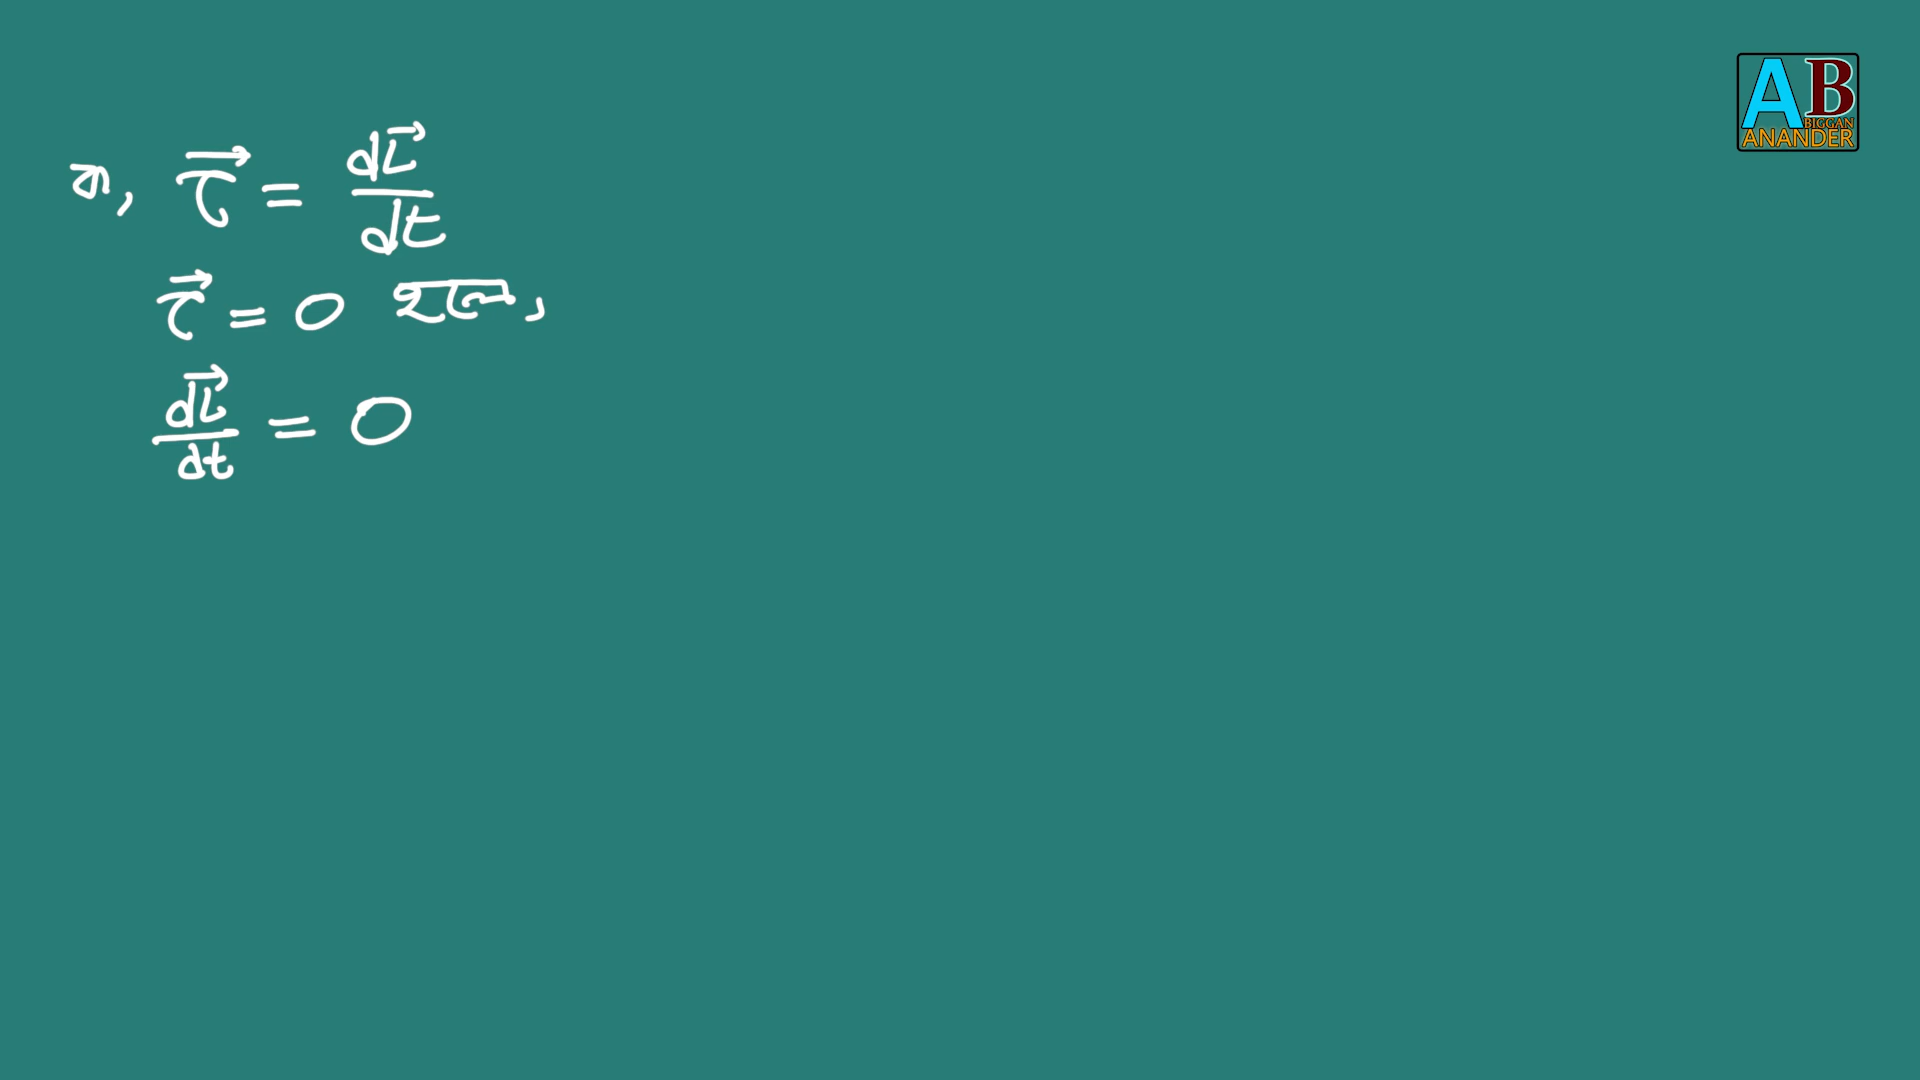 AB
BIGGAN
ANANDER
ক, τ⃗ = dL⃗/dt
τ⃗ = 0 হলে,
dL⃗/dt = 0